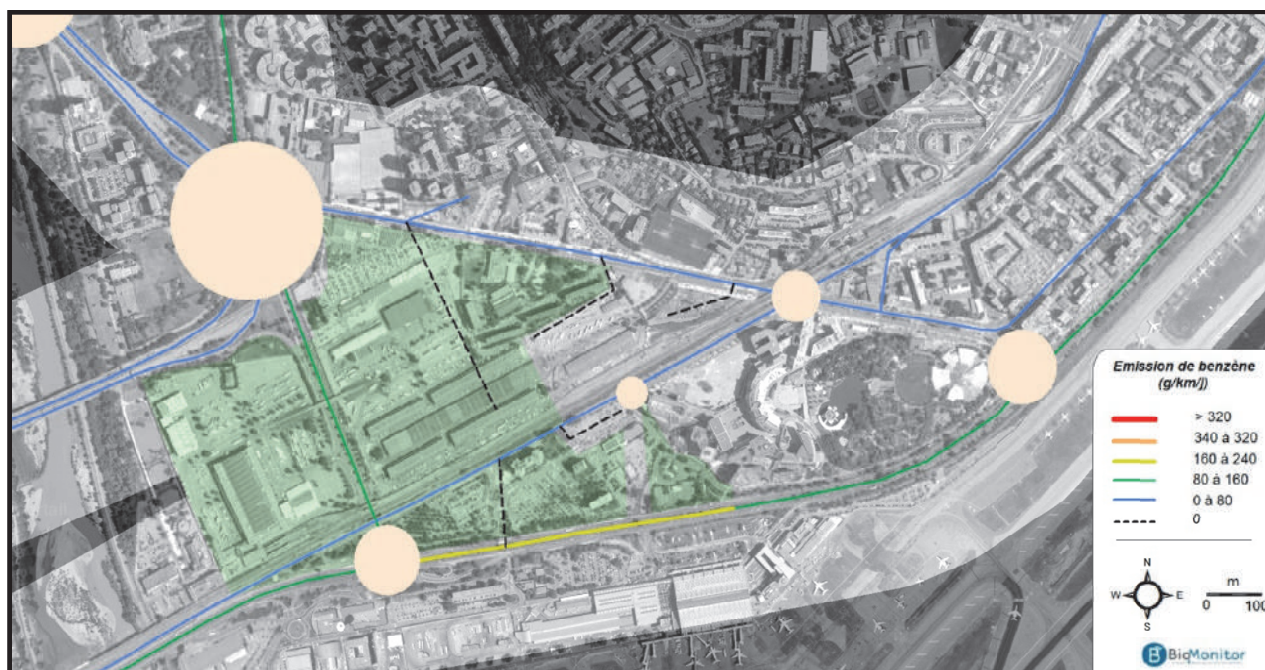 Emission de benzène
(g/km/j)
> 320
340 à 320
160 à 240
80 à 160
0 à 80
0
N
W E
S
m
0 100
B BioMonitor